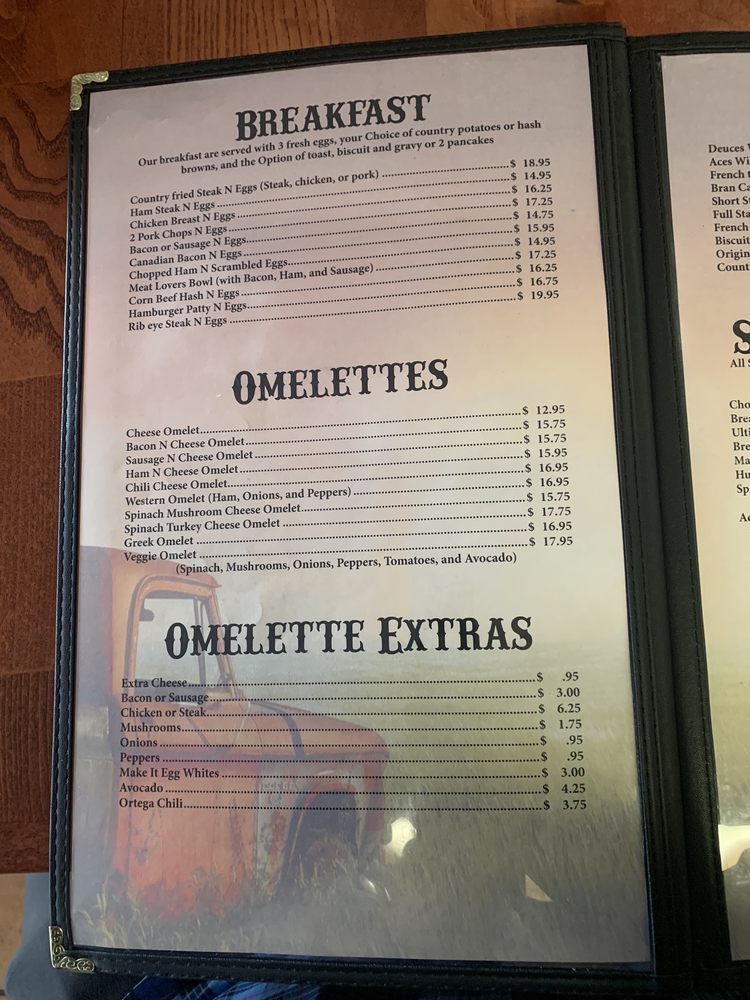 BREAKFAST
Our breakfast are served with 3 fresh eggs, your Choice of country potatoes or hash
browns, and the Option of toast, biscuit and gravy or 2 pancakes
Country fried Steak N Eggs (Steak, chicken, or pork) ........ $ 18.95
Ham Steak N Eggs ........ $ 14.95
Chicken Breast N Eggs ........ $ 16.25
2 Pork Chops N Eggs ........ $ 17.25
Bacon or Sausage N Eggs ........ $ 14.75
Canadian Bacon N Eggs ........ $ 15.95
Chopped Ham N Scrambled Eggs ........ $ 14.95
Meat Lovers Bowl (with Bacon, Ham, and Sausage) ........ $ 17.25
Corn Beef Hash N Eggs ........ $ 16.25
Hamburger Patty N Eggs ........ $ 16.75
Rib eye Steak N Eggs ........ $ 19.95
OMELETTES
Cheese Omelet ........ $ 12.95
Bacon N Cheese Omelet ........ $ 15.75
Sausage N Cheese Omelet ........ $ 15.75
Ham N Cheese Omelet ........ $ 15.95
Chili Cheese Omelet ........ $ 16.95
Western Omelet (Ham, Onions, and Peppers) ........ $ 16.95
Spinach Mushroom Cheese Omelet ........ $ 15.75
Spinach Turkey Cheese Omelet ........ $ 17.75
Greek Omelet ........ $ 16.95
Veggie Omelet ........ $ 17.95
(Spinach, Mushrooms, Onions, Peppers, Tomatoes, and Avocado)
OMELETTE EXTRAS
Extra Cheese ........ $ .95
Bacon or Sausage ........ $ 3.00
Chicken or Steak ........ $ 6.25
Mushrooms ........ $ 1.75
Onions ........ $ .95
Peppers ........ $ .95
Make It Egg Whites ........ $ 3.00
Avocado ........ $ 4.25
Ortega Chili ........ $ 3.75
Deuces
Aces
French
Bran
Short
Full
French
Biscuit
All